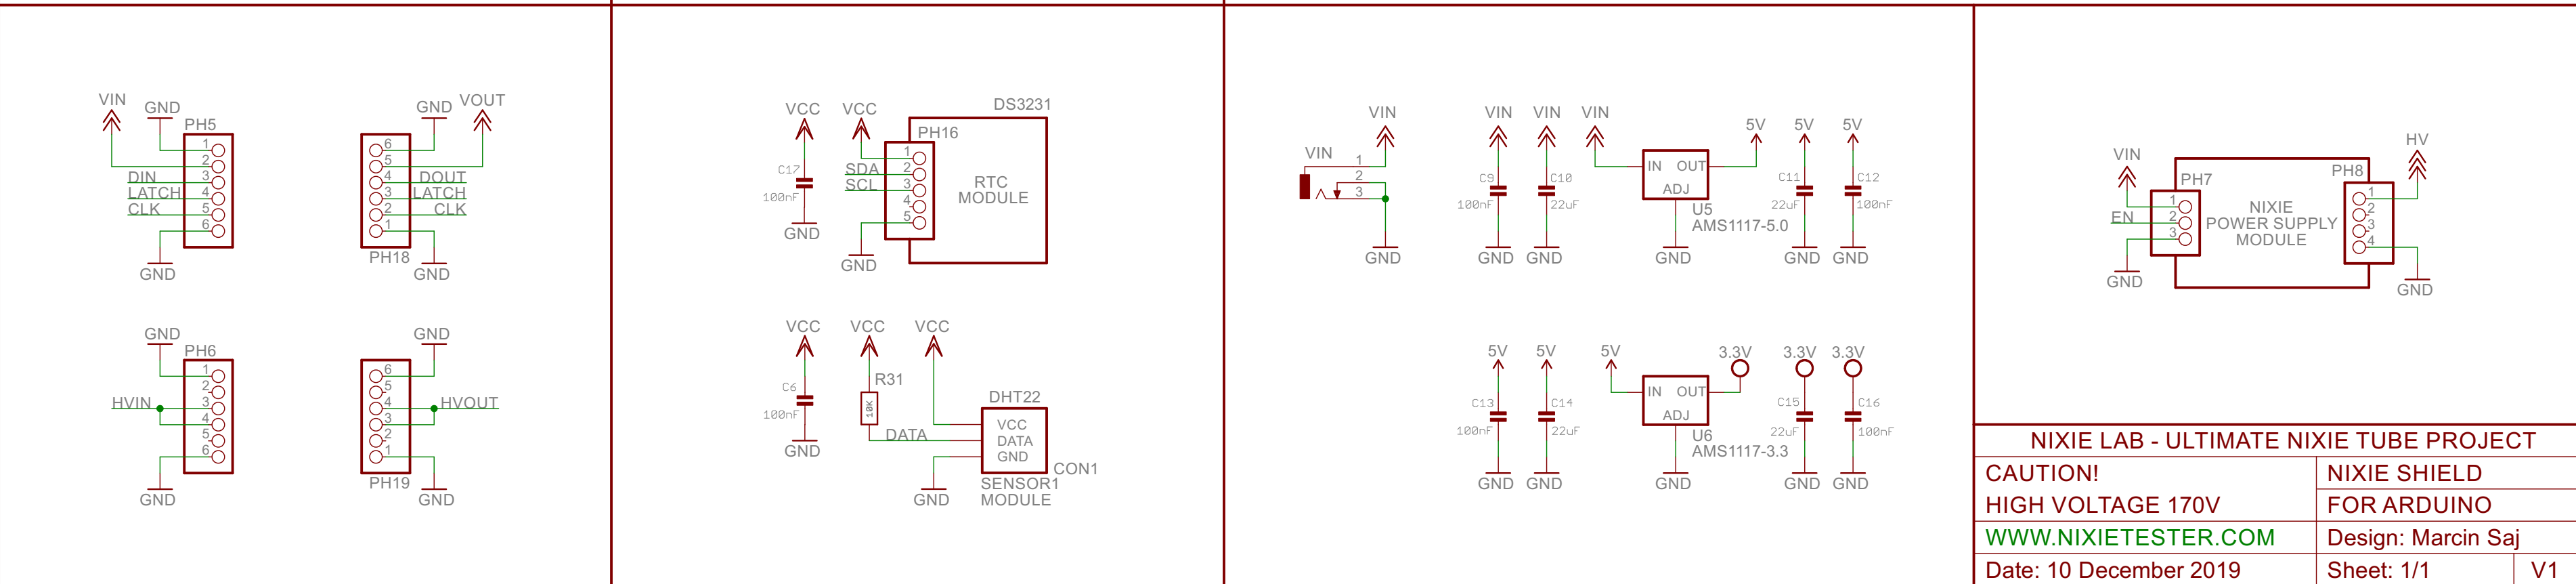 VIN
GND
PH5
1
2
3
4
5
6
DIN
LATCH
CLK
GND
GND
VOUT
6
5
4
3
2
1
DOUT
LATCH
CLK
PH18
GND
GND
PH6
1
2
3
4
5
6
HVIN
GND
GND
6
5
4
3
2
1
HVOUT
PH19
GND
VCC
VCC
DS3231
PH16
C17
100nF
GND
SDA
SCL
1
2
3
4
5
RTC
MODULE
GND
VCC
VCC
VCC
C6
100nF
GND
R31
10K
DATA
DHT22
VCC
DATA
GND
CON1
GND
SENSOR1
MODULE
VIN
VIN
1
2
3
GND
VIN
VIN
VIN
C9
100nF
C10
22uF
GND
GND
IN
OUT
ADJ
U5
AMS1117-5.0
GND
5V
5V
5V
C11
22uF
C12
100nF
GND
GND
5V
5V
5V
C13
100nF
C14
22uF
GND
GND
IN
OUT
ADJ
U6
AMS1117-3.3
GND
3.3V
3.3V
3.3V
C15
22uF
C16
100nF
GND
GND
VIN
PH7
1
2
3
EN
GND
NIXIE
POWER SUPPLY
MODULE
HV
PH8
1
2
3
4
GND
NIXIE LAB - ULTIMATE NIXIE TUBE PROJECT
CAUTION!
HIGH VOLTAGE 170V
NIXIE SHIELD
FOR ARDUINO
WWW.NIXIETESTER.COM
Design: Marcin Saj
Date: 10 December 2019
Sheet: 1/1
V1